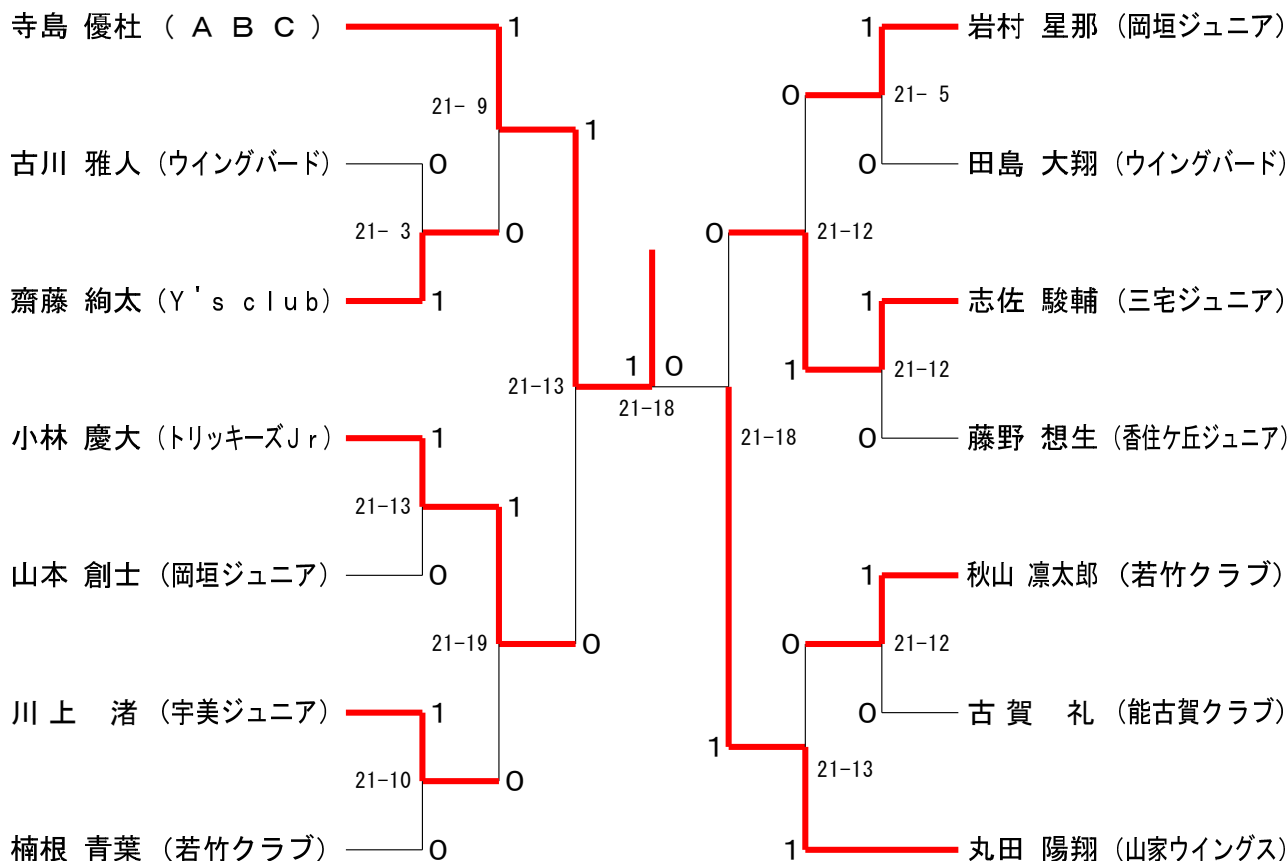 寺島 優杜 （ A B C ）
1
21- 9
1
古川 雅人 （ウイングバード）
0
21- 3
0
齋藤 絢太 （Y's club）
1
小林 慶大 （トリッキーズJr）
1
21-13
1
山本 創士 （岡垣ジュニア）
0
21-19
0
川上 渚 （宇美ジュニア）
1
21-10
0
楠根 青葉 （若竹クラブ）
0
21-13
1 0
21-18
1
岩村 星那 （岡垣ジュニア）
0
21- 5
0
田島 大翔 （ウイングバード）
0
21-12
1
志佐 駿輔 （三宅ジュニア）
1
21-12
0
藤野 想生 （香住ケ丘ジュニア）
21-18
1
秋山 凛太郎 （若竹クラブ）
0
21-12
0
古賀 礼 （能古賀クラブ）
1
21-13
1
丸田 陽翔 （山家ウイングス）